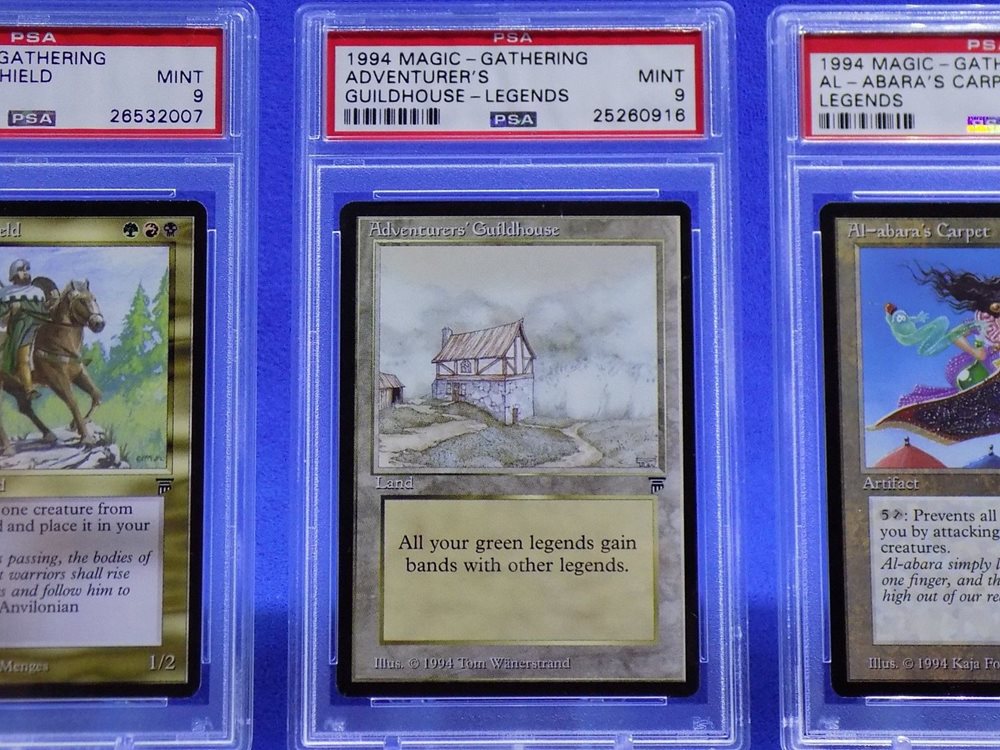 PSA
GATHERING
HIELD
MINT
9
PSA
26532007
eld
one creature from
d and place it in your
s passing, the bodies of
t warriors shall rise
s and follow him to
Anvilonian
Menges
1/2
PSA
1994 MAGIC - GATHERING
ADVENTURER'S
MINT
GUILDHOUSE - LEGENDS
9
PSA
25260916
Adventurers' Guildhouse
Land
All your green legends gain
bands with other legends.
Illus. © 1994 Tom Wänerstrand
PS
1994 MAGIC - GATH
AL - ABARA'S CARP
LEGENDS
Al-abara's Carpet
Artifact
5: Prevents all
you by attacking
creatures.
Al-abara simply l
one finger, and th
high out of our re
Illus. © 1994 Kaja Fo